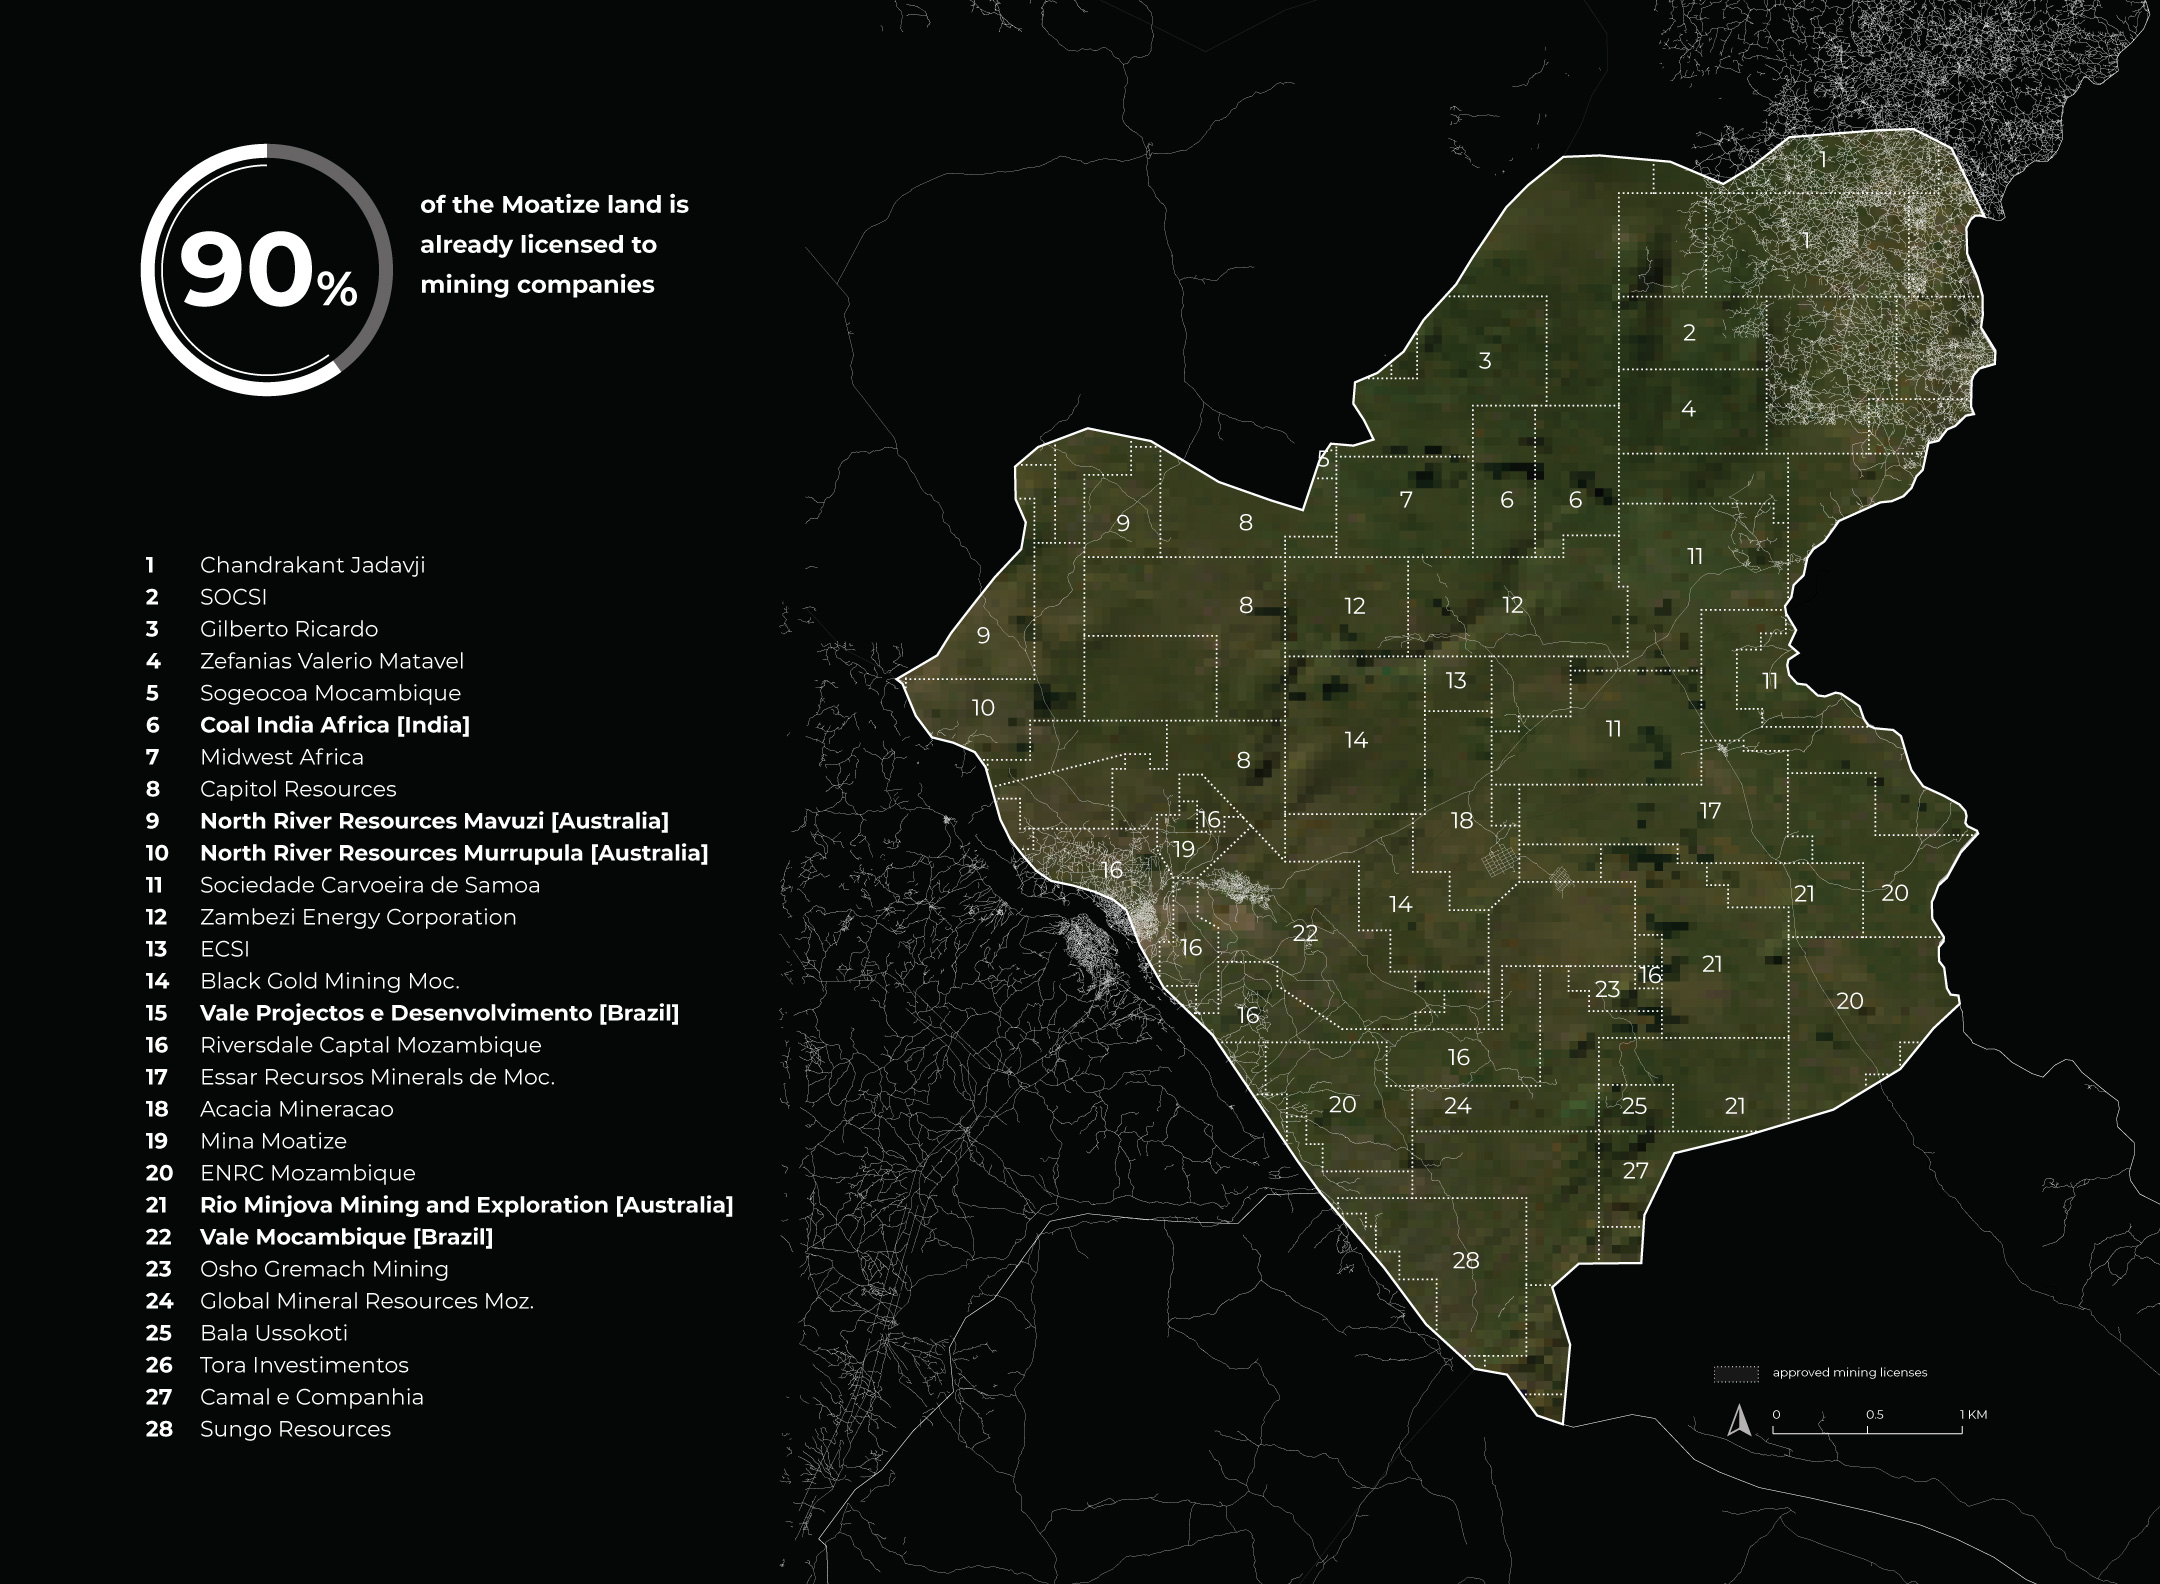 90%
of the Moatize land is
already licensed to
mining companies
1 Chandrakant Jadavji
2 SOCSI
3 Gilberto Ricardo
4 Zefanias Valerio Matavel
5 Sogeocoa Mocambique
6 Coal India Africa [India]
7 Midwest Africa
8 Capitol Resources
9 North River Resources Mavuzi [Australia]
10 North River Resources Murrupula [Australia]
11 Sociedade Carvoeira de Samoa
12 Zambezi Energy Corporation
13 ECSI
14 Black Gold Mining Moc.
15 Vale Projectos e Desenvolvimento [Brazil]
16 Riversdale Captal Mozambique
17 Essar Recursos Minerals de Moc.
18 Acacia Mineracao
19 Mina Moatize
20 ENRC Mozambique
21 Rio Minjova Mining and Exploration [Australia]
22 Vale Mocambique [Brazil]
23 Osho Gremach Mining
24 Global Mineral Resources Moz.
25 Bala Ussokoti
26 Tora Investimentos
27 Camal e Companhia
28 Sungo Resources
1
1
2
3
4
5
7 6 6
9 8
11
8 12 12
9
13 11
10
11
14
8
17
16 18
19
16
21 20
14
22
16
21
16
23
20
16
16
20 24 25 21
27
28
approved mining licenses
0 0.5 1 KM